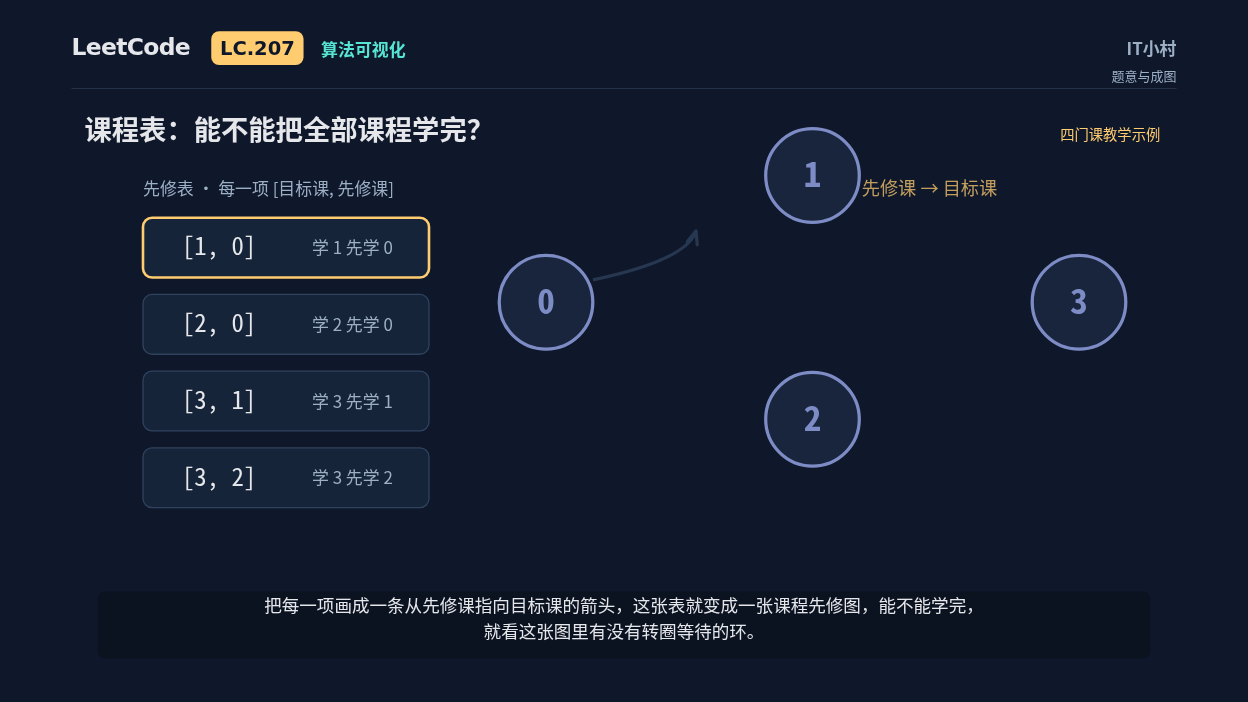 LeetCode LC.207 算法可视化
IT小村
题意与成图
课程表：能不能把全部课程学完？
四门课教学示例
先修表 · 每一项 [目标课, 先修课]
先修课 → 目标课
[1, 0] 学 1 先学 0
[2, 0] 学 2 先学 0
[3, 1] 学 3 先学 1
[3, 2] 学 3 先学 2
1
0
3
2
把每一项画成一条从先修课指向目标课的箭头，这张表就变成一张课程先修图，能不能学完，
就看这张图里有没有转圈等待的环。